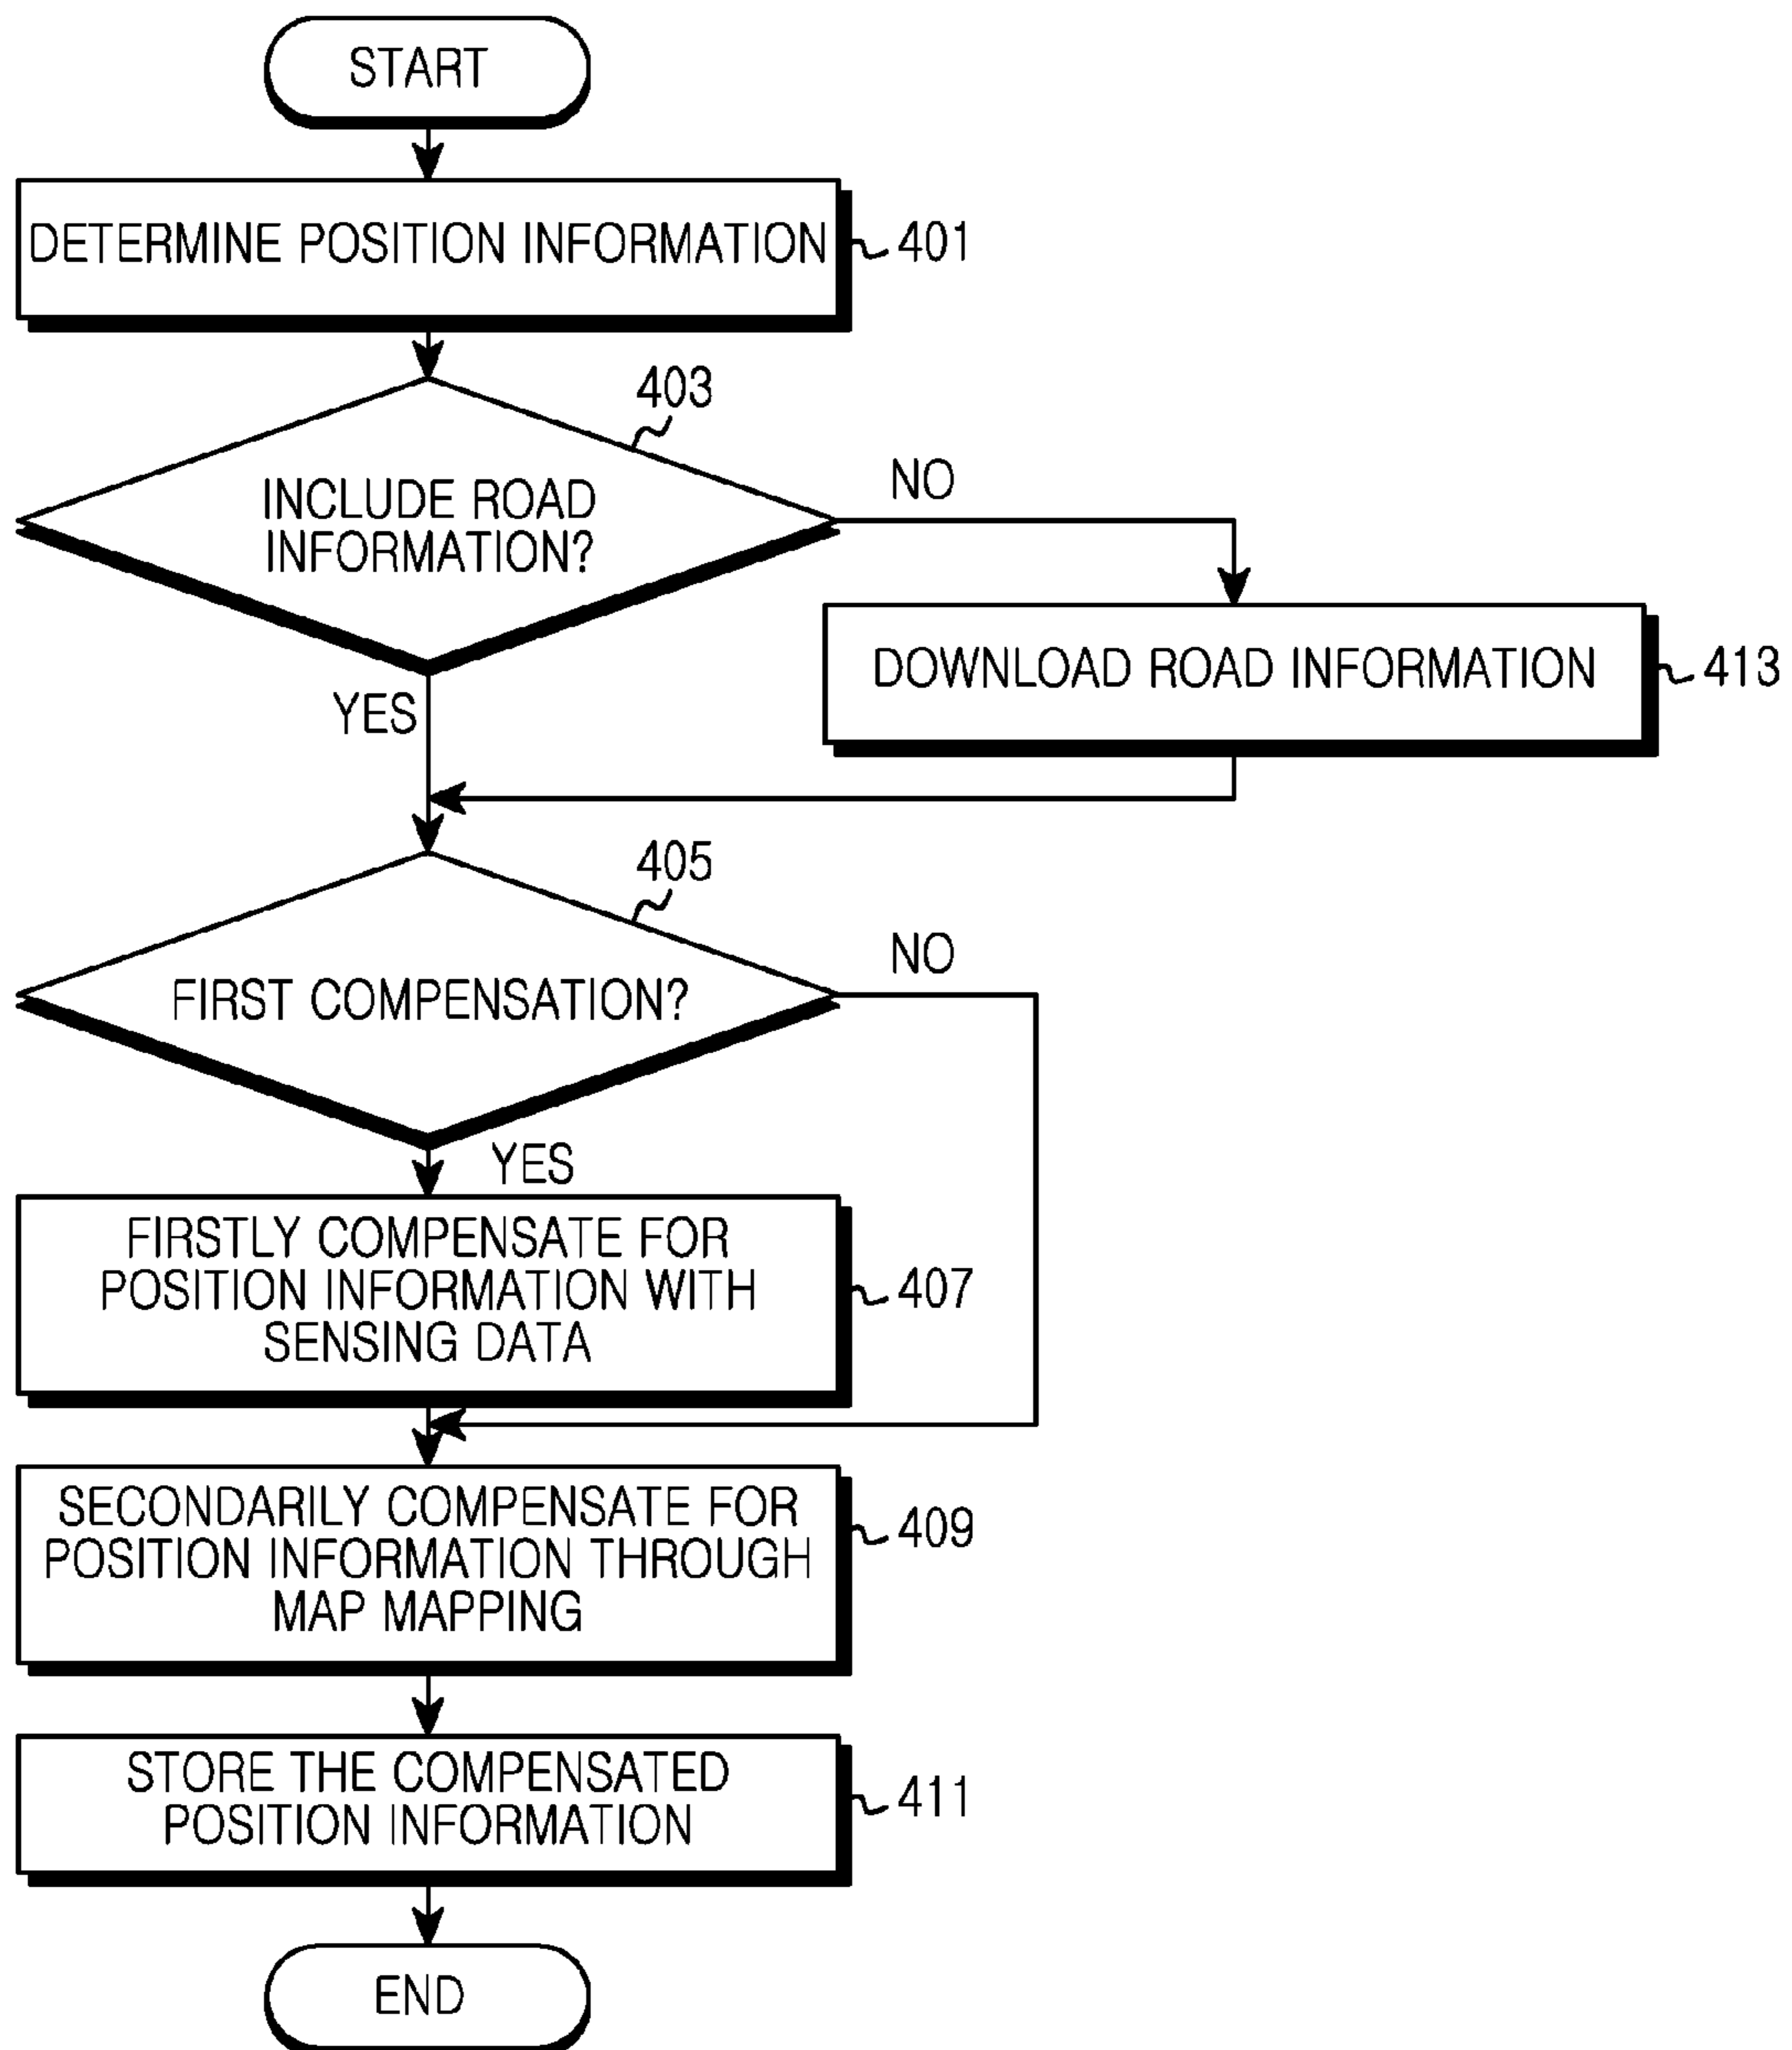 START
DETERMINE POSITION INFORMATION
401
403
INCLUDE ROAD
INFORMATION?
NO
DOWNLOAD ROAD INFORMATION
413
YES
405
FIRST COMPENSATION?
NO
YES
FIRSTLY COMPENSATE FOR
POSITION INFORMATION WITH
SENSING DATA
407
SECONDARILY COMPENSATE FOR
POSITION INFORMATION THROUGH
MAP MAPPING
409
STORE THE COMPENSATED
POSITION INFORMATION
411
END